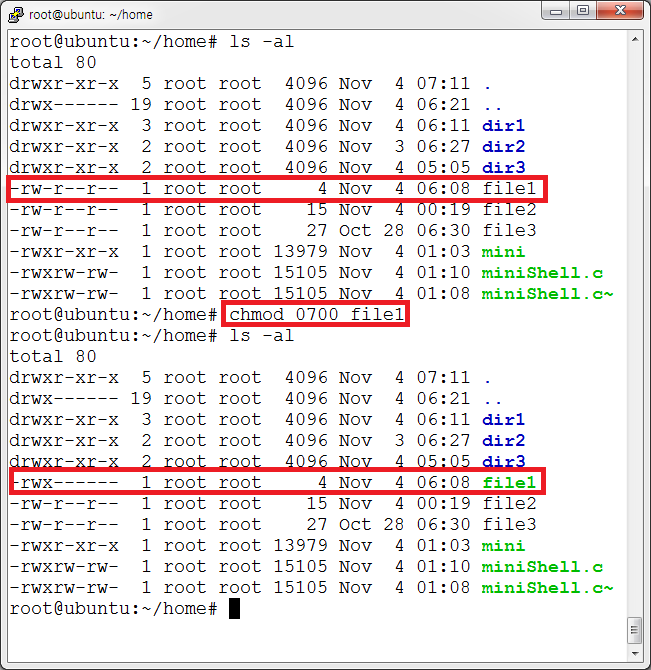 root@ubuntu: ~/home
root@ubuntu:~/home# ls -al
total 80
drwxr-xr-x  5 root root  4096 Nov  4 07:11 .
drwx------ 19 root root  4096 Nov  4 06:21 ..
drwxr-xr-x  3 root root  4096 Nov  4 06:11 dir1
drwxr-xr-x  2 root root  4096 Nov  3 06:27 dir2
drwxr-xr-x  2 root root  4096 Nov  4 05:05 dir3
-rw-r--r--  1 root root     4 Nov  4 06:08 file1
-rw-r--r--  1 root root    15 Nov  4 00:19 file2
-rw-r--r--  1 root root    27 Oct 28 06:30 file3
-rwxr-xr-x  1 root root 13979 Nov  4 01:03 mini
-rwxrw-rw-  1 root root 15105 Nov  4 01:10 miniShell.c
-rwxrw-rw-  1 root root 15105 Nov  4 01:08 miniShell.c~
root@ubuntu:~/home# chmod 0700 file1
root@ubuntu:~/home# ls -al
total 80
drwxr-xr-x  5 root root  4096 Nov  4 07:11 .
drwx------ 19 root root  4096 Nov  4 06:21 ..
drwxr-xr-x  3 root root  4096 Nov  4 06:11 dir1
drwxr-xr-x  2 root root  4096 Nov  3 06:27 dir2
drwxr-xr-x  2 root root  4096 Nov  4 05:05 dir3
-rwx------  1 root root     4 Nov  4 06:08 file1
-rw-r--r--  1 root root    15 Nov  4 00:19 file2
-rw-r--r--  1 root root    27 Oct 28 06:30 file3
-rwxr-xr-x  1 root root 13979 Nov  4 01:03 mini
-rwxrw-rw-  1 root root 15105 Nov  4 01:10 miniShell.c
-rwxrw-rw-  1 root root 15105 Nov  4 01:08 miniShell.c~
root@ubuntu:~/home#